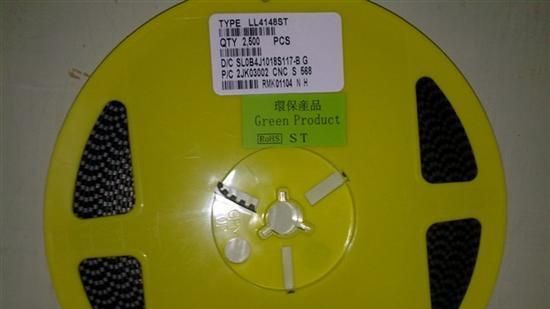 TYPE LL4148ST
QTY 2,500 PCS
D/C SL0B4J1018S117-B G
P/C 2JK03002 CNC S 568
RMK01104 N H
環保產品
Green Product
RoHS ST